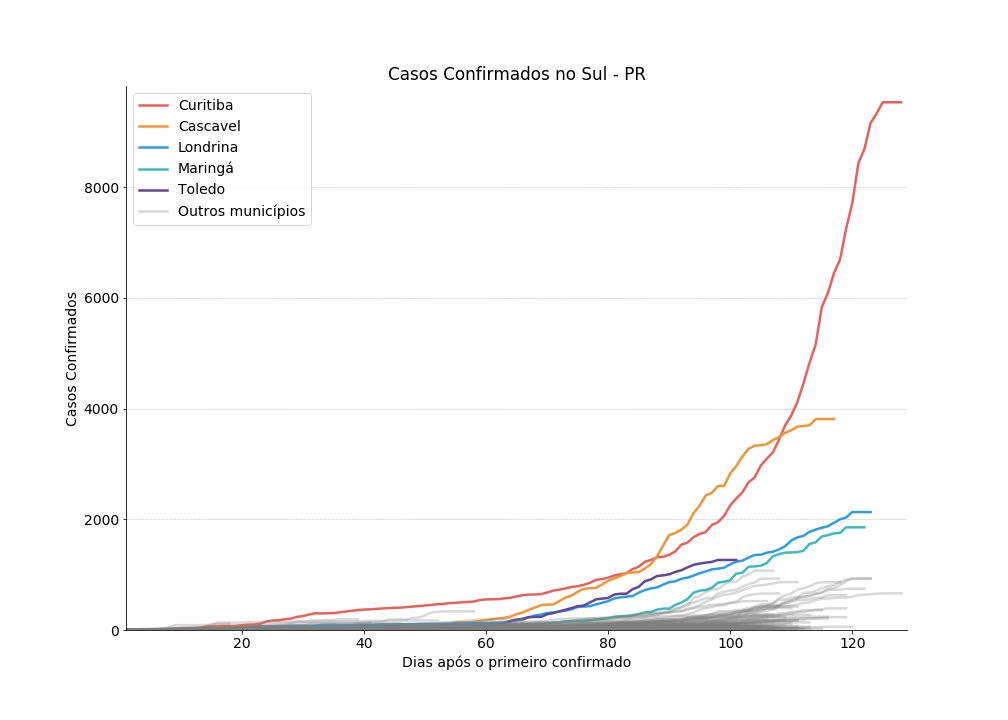 Casos Confirmados no Sul - PR
Curitiba
Cascavel
Londrina
Maringá
Toledo
Outros municípios
Casos Confirmados
8000
6000
4000
2000
0
20
40
60
80
100
120
Dias após o primeiro confirmado